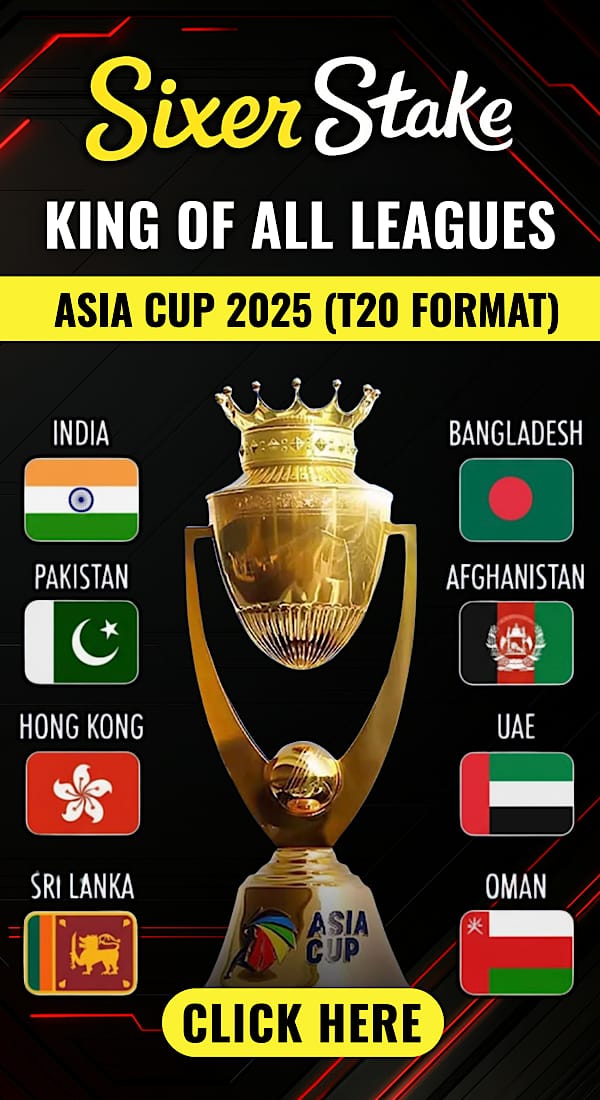 Sixer Stake
KING OF ALL LEAGUES
ASIA CUP 2025 (T20 FORMAT)
INDIA
BANGLADESH
PAKISTAN
AFGHANISTAN
HONG KONG
UAE
SRI LANKA
OMAN
ASIA
CUP
CLICK HERE